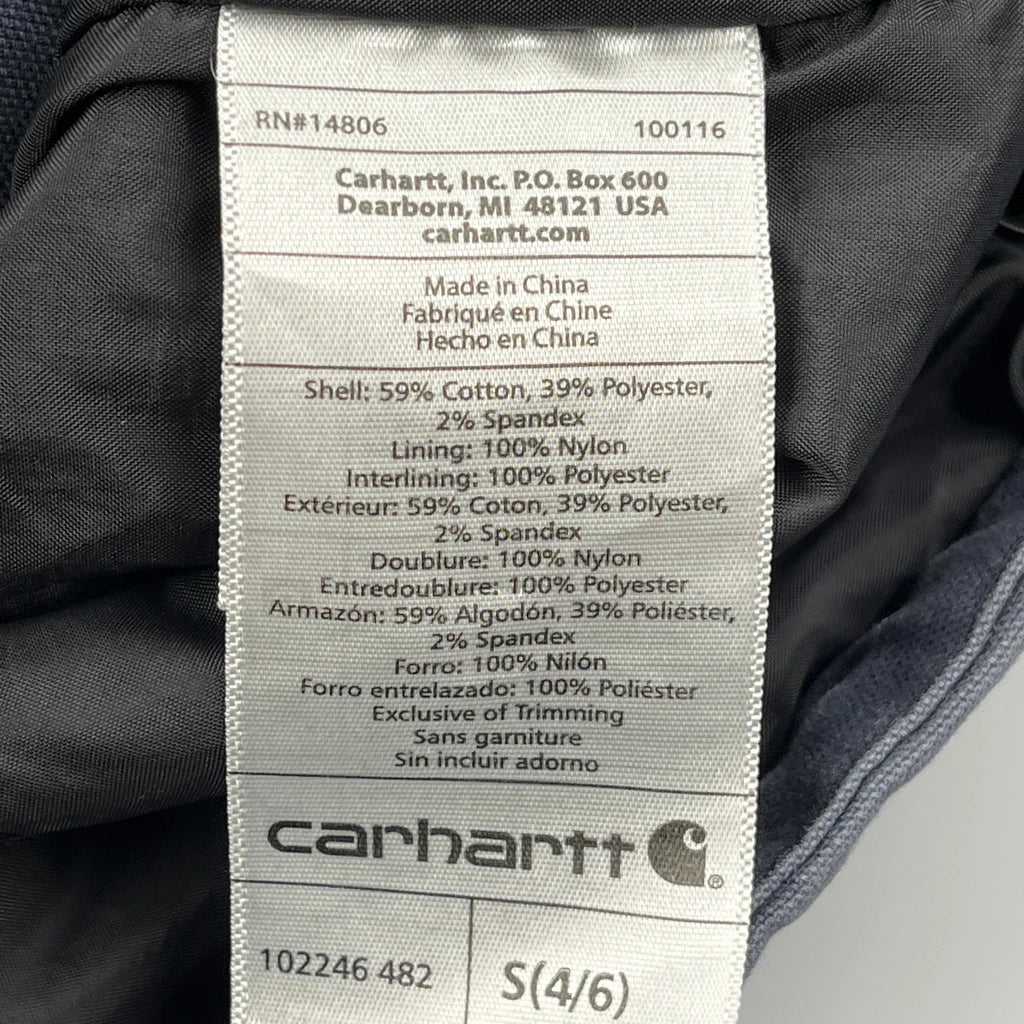 RN#14806 100116
Carhartt, Inc. P.O. Box 600
Dearborn, MI 48121 USA
carhartt.com
Made in China
Fabriqué en Chine
Hecho en China
Shell: 59% Cotton, 39% Polyester,
2% Spandex
Lining: 100% Nylon
Interlining: 100% Polyester
Extérieur: 59% Coton, 39% Polyester,
2% Spandex
Doublure: 100% Nylon
Entredoublure: 100% Polyester
Armazón: 59% Algodón, 39% Poliéster,
2% Spandex
Forro: 100% Nilón
Forro entrelazado: 100% Poliéster
Exclusive of Trimming
Sans garniture
Sin incluir adorno
carhartt ®
102246 482 S(4/6)